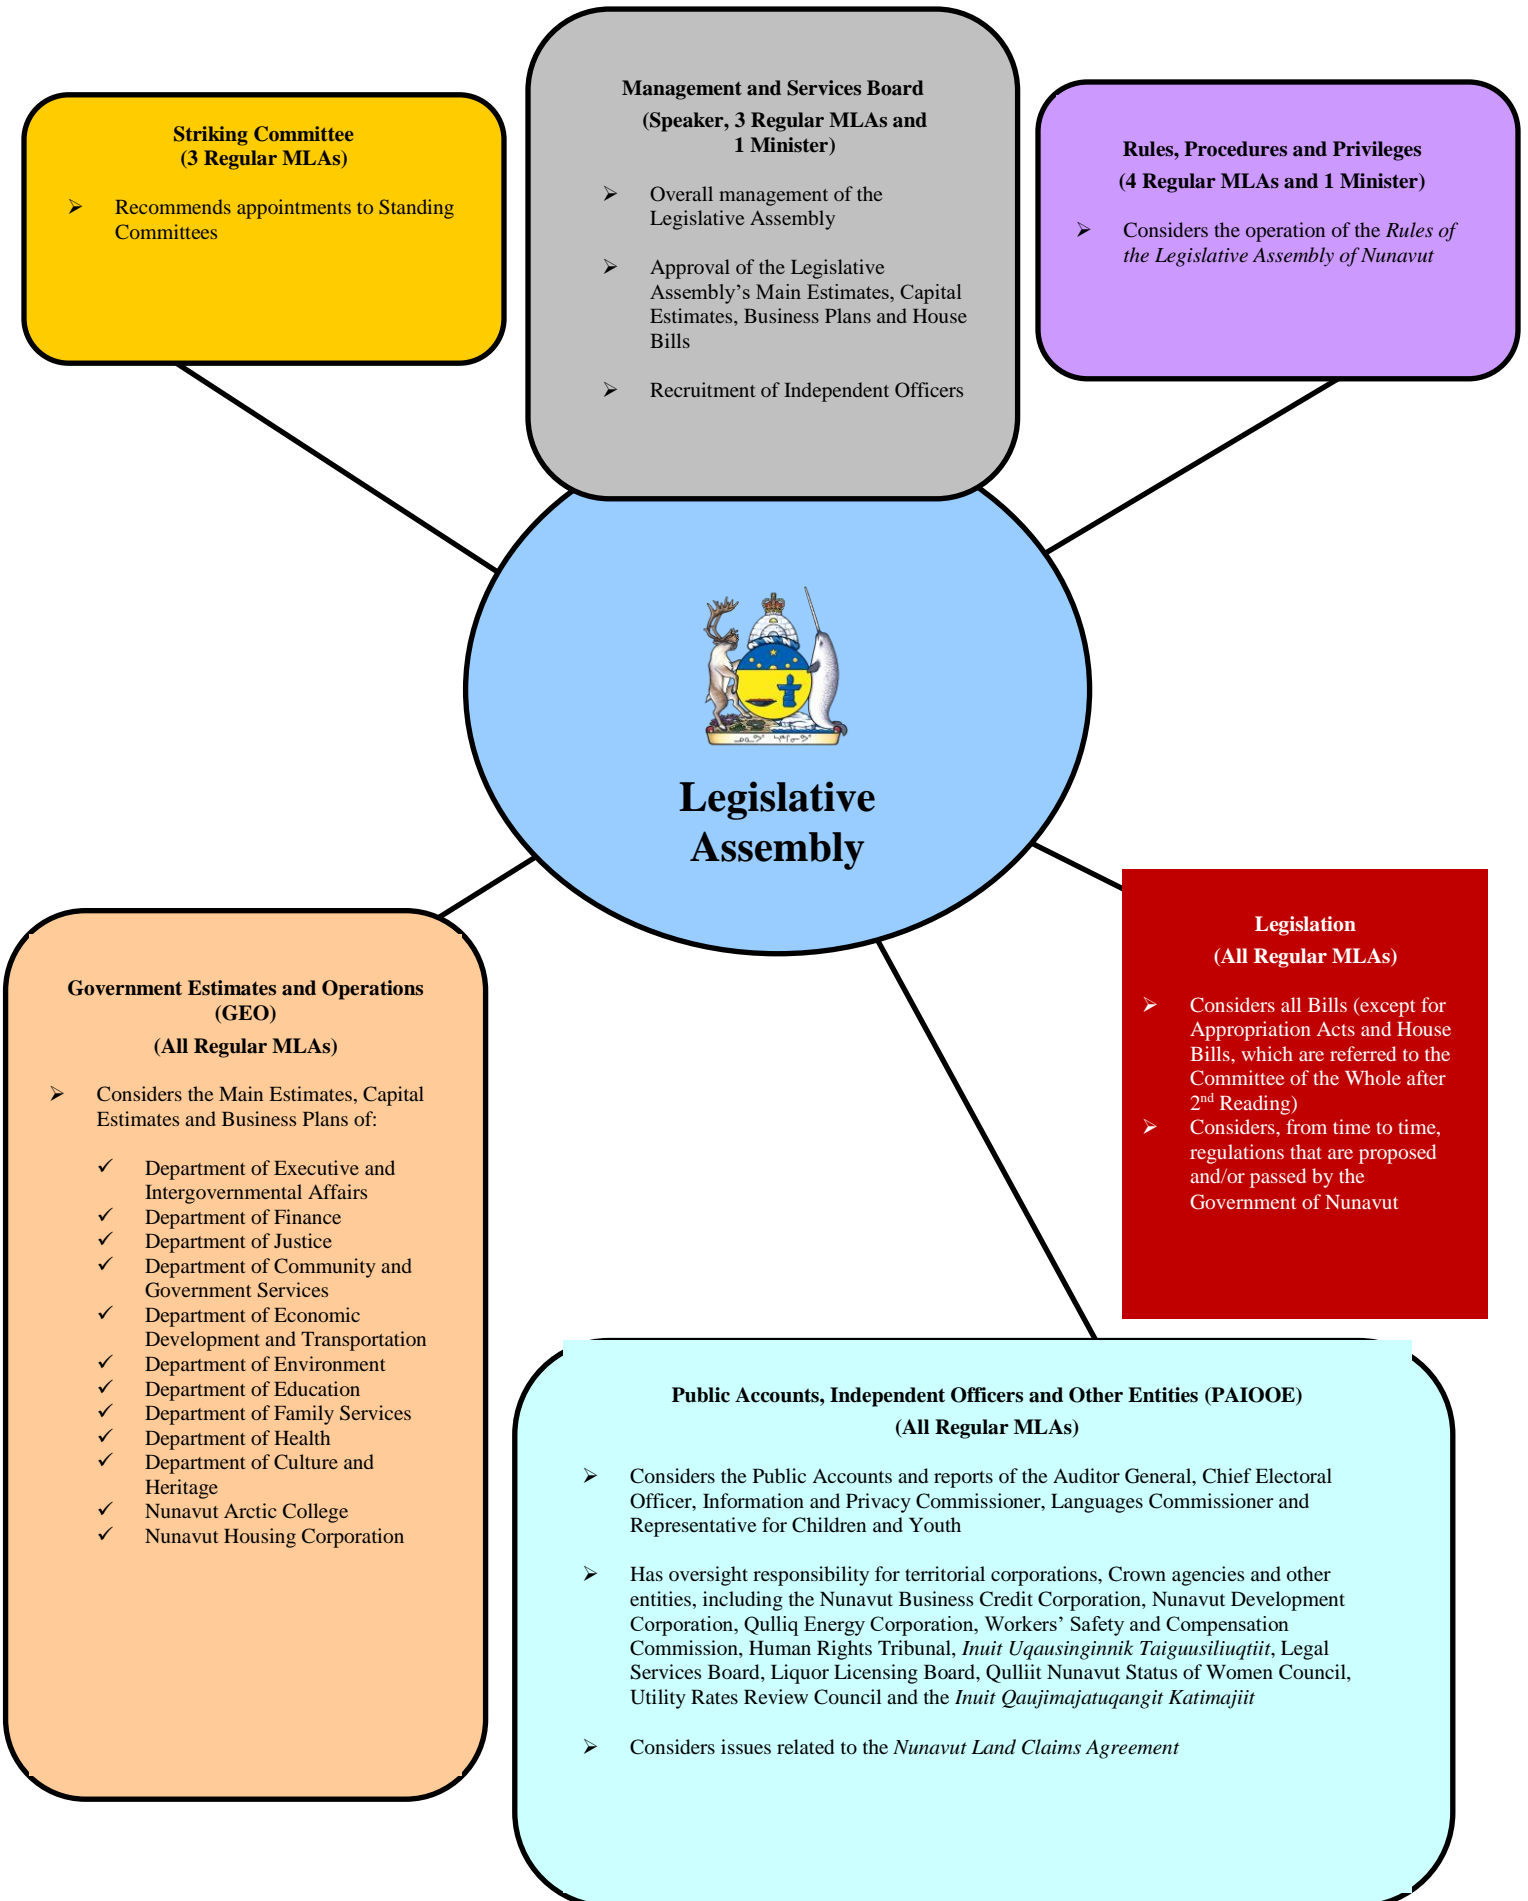 Management and Services Board
(Speaker, 3 Regular MLAs and
1 Minister)
➢ Overall management of the
Legislative Assembly
➢ Approval of the Legislative
Assembly’s Main Estimates, Capital
Estimates, Business Plans and House
Bills
➢ Recruitment of Independent Officers
Striking Committee
(3 Regular MLAs)
➢ Recommends appointments to Standing
Committees
Rules, Procedures and Privileges
(4 Regular MLAs and 1 Minister)
➢ Considers the operation of the Rules of
the Legislative Assembly of Nunavut
Legislative
Assembly
Government Estimates and Operations
(GEO)
(All Regular MLAs)
➢ Considers the Main Estimates, Capital
Estimates and Business Plans of:
✓ Department of Executive and
Intergovernmental Affairs
✓ Department of Finance
✓ Department of Justice
✓ Department of Community and
Government Services
✓ Department of Economic
Development and Transportation
✓ Department of Environment
✓ Department of Education
✓ Department of Family Services
✓ Department of Health
✓ Department of Culture and
Heritage
✓ Nunavut Arctic College
✓ Nunavut Housing Corporation
Legislation
(All Regular MLAs)
➢ Considers all Bills (except for
Appropriation Acts and House
Bills, which are referred to the
Committee of the Whole after
2nd Reading)
➢ Considers, from time to time,
regulations that are proposed
and/or passed by the
Government of Nunavut
Public Accounts, Independent Officers and Other Entities (PAIOOE)
(All Regular MLAs)
➢ Considers the Public Accounts and reports of the Auditor General, Chief Electoral
Officer, Information and Privacy Commissioner, Languages Commissioner and
Representative for Children and Youth
➢ Has oversight responsibility for territorial corporations, Crown agencies and other
entities, including the Nunavut Business Credit Corporation, Nunavut Development
Corporation, Qulliq Energy Corporation, Workers’ Safety and Compensation
Commission, Human Rights Tribunal, Inuit Uqausinginnik Taiguusiliuqtiit, Legal
Services Board, Liquor Licensing Board, Qulliit Nunavut Status of Women Council,
Utility Rates Review Council and the Inuit Qaujimajatuqangit Katimajiit
➢ Considers issues related to the Nunavut Land Claims Agreement